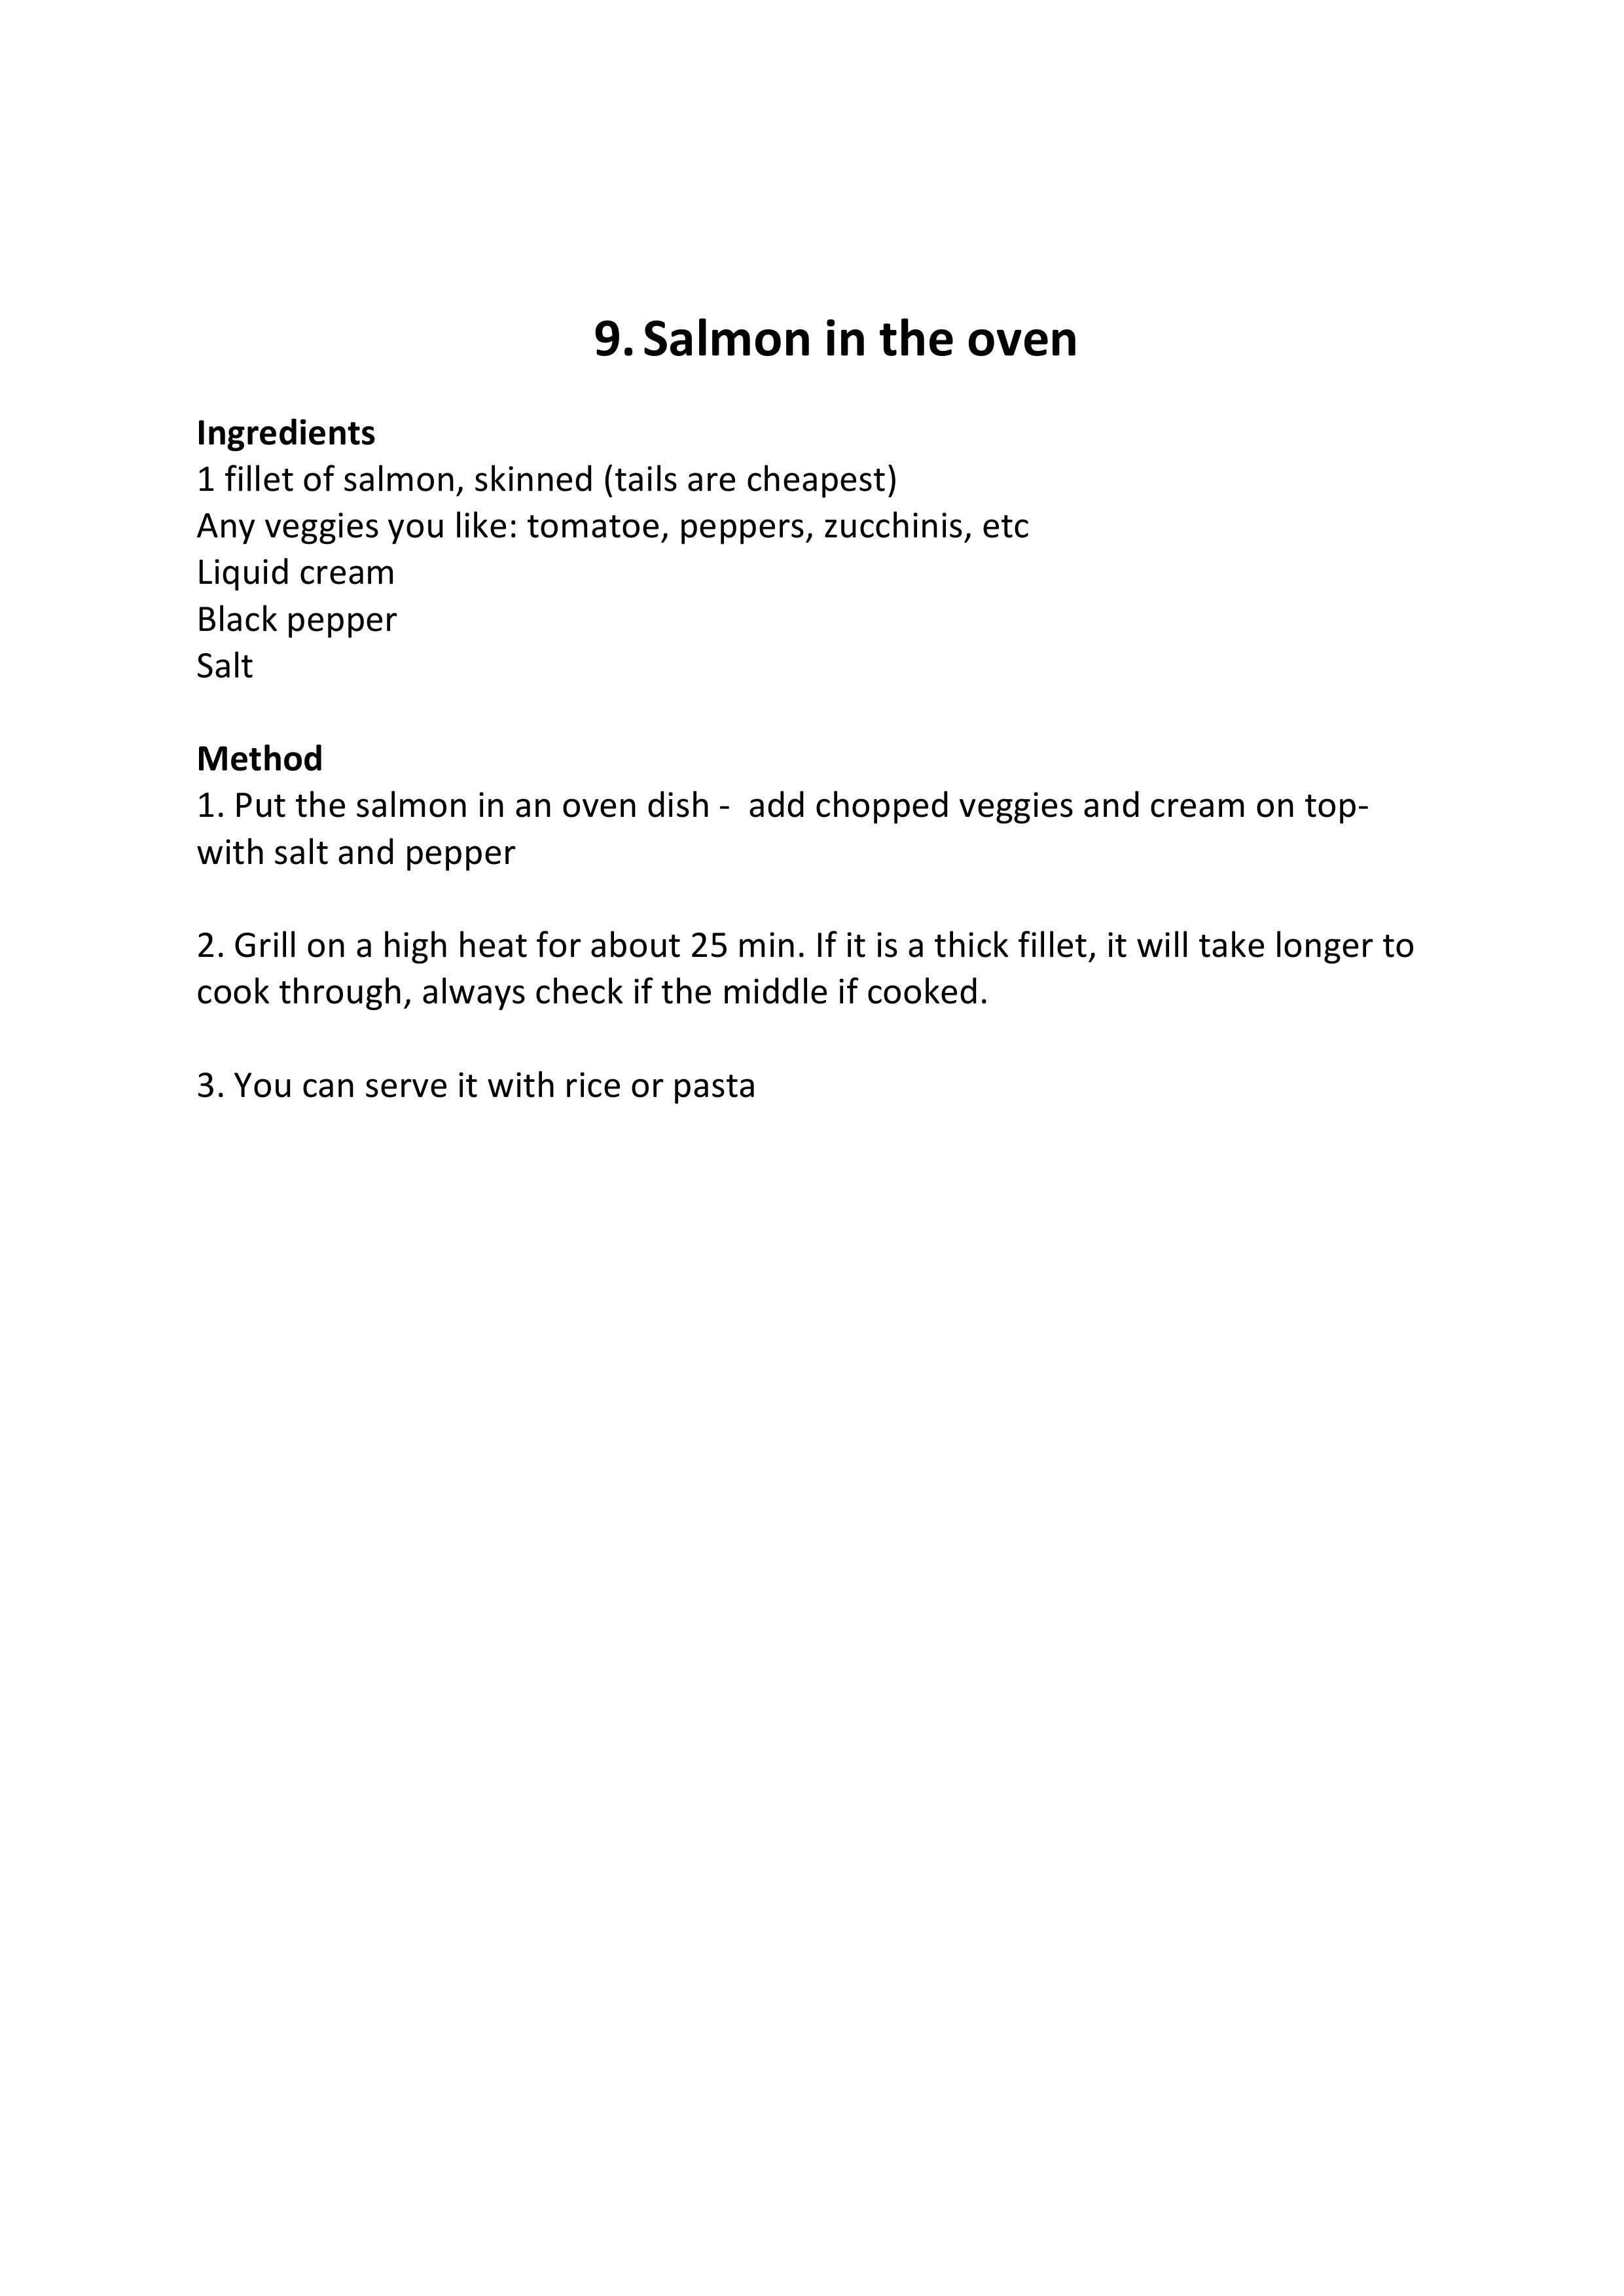 9. Salmon in the oven
Ingredients
1 fillet of salmon, skinned (tails are cheapest)
Any veggies you like: tomatoe, peppers, zucchinis, etc
Liquid cream
Black pepper
Salt
Method
1. Put the salmon in an oven dish -  add chopped veggies and cream on top-
with salt and pepper
2. Grill on a high heat for about 25 min. If it is a thick fillet, it will take longer to
cook through, always check if the middle if cooked.
3. You can serve it with rice or pasta